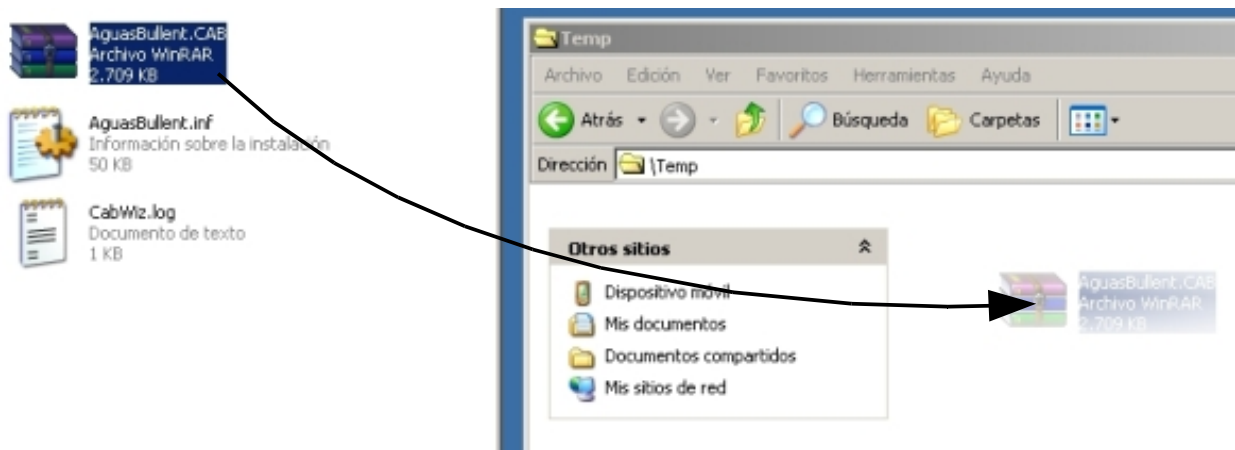 AguasBullent.CAB
Archivo WinRAR
2.709 KB
AguasBullent.inf
Información sobre la instalación
50 KB
CabWiz.log
Documento de texto
1 KB
Temp
Archivo Edición Ver Favoritos Herramientas Ayuda
Atrás Búsqueda Carpetas
Dirección \Temp
Otros sitios
Dispositivo móvil
Mis documentos
Documentos compartidos
Mis sitios de red
AguasBullent.CAB
Archivo WinRAR
2.709 KB